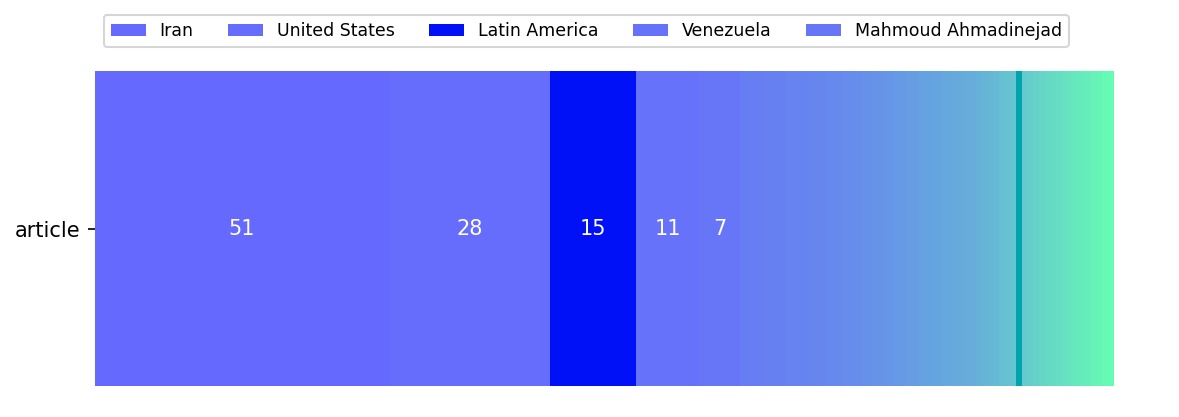 Iran United States Latin America Venezuela Mahmoud Ahmadinejad
article 51 28 15 11 7